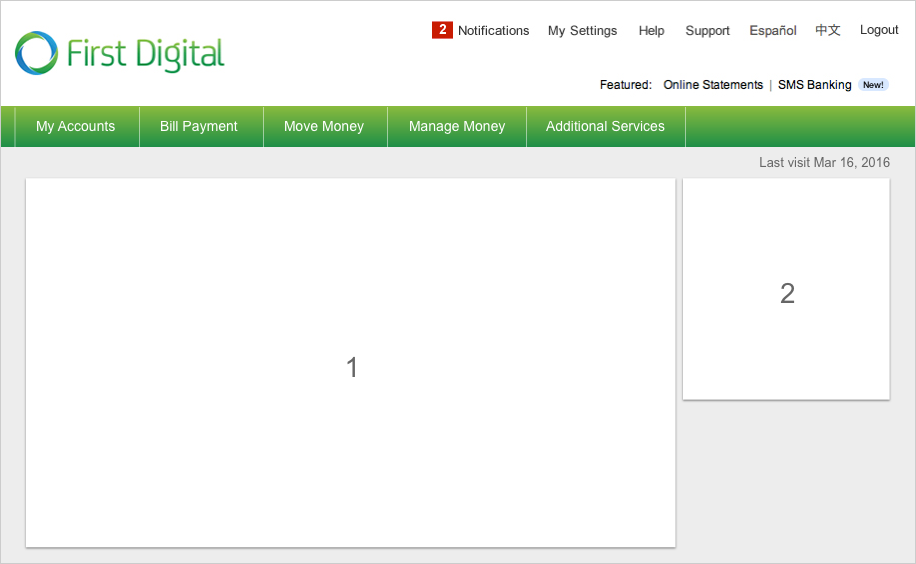 2 Notifications My Settings Help Support Español 中文 Logout
First Digital
Featured: Online Statements | SMS Banking New!
My Accounts Bill Payment Move Money Manage Money Additional Services
Last visit Mar 16, 2016
1
2